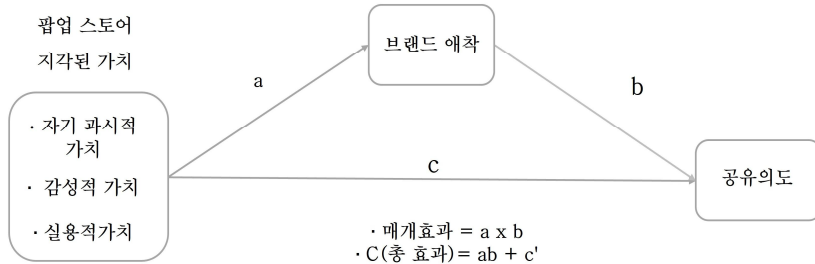 팝업 스토어
지각된 가치
· 자기 과시적
가치
· 감성적 가치
· 실용적가치
브랜드 애착
a
b
c
공유의도
· 매개효과 = a x b
· C(총 효과)= ab + c'